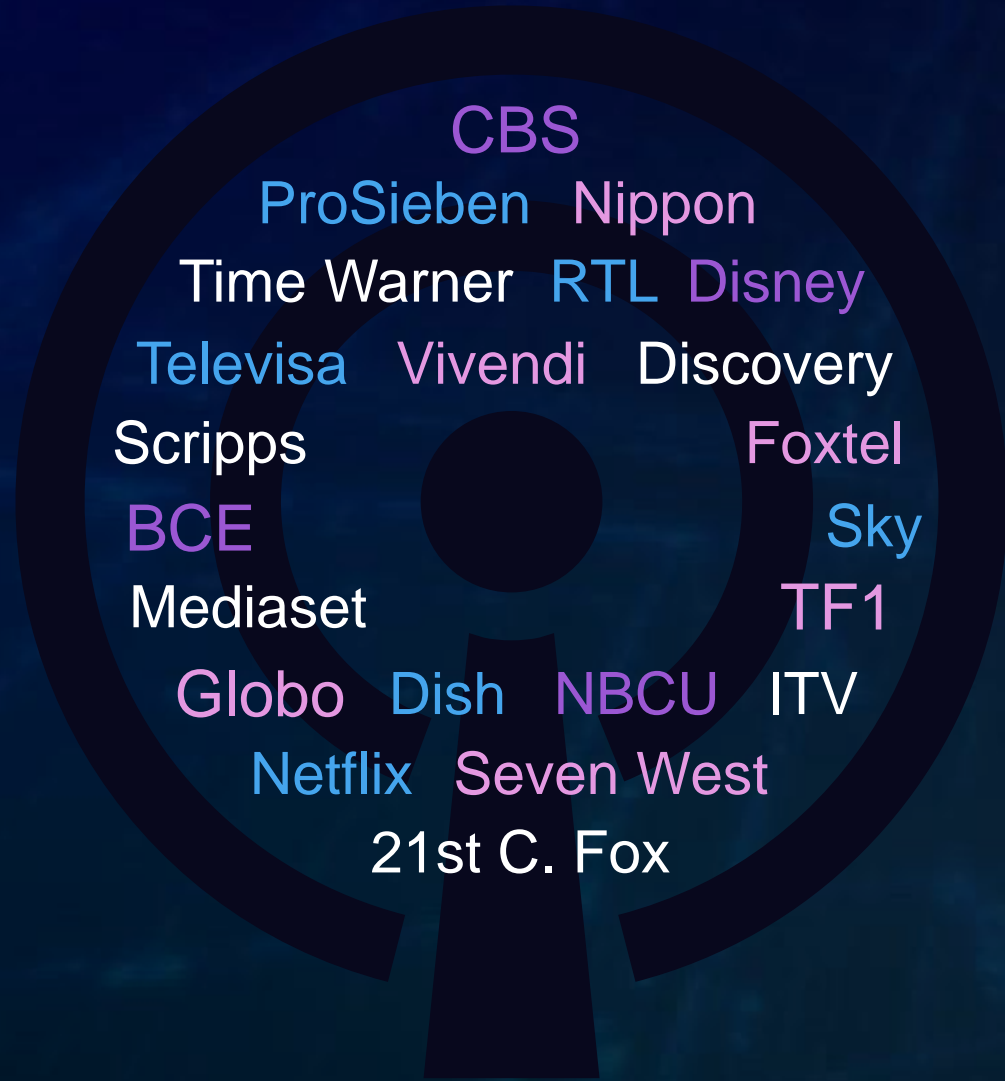 CBS
ProSieben Nippon
Time Warner RTL Disney
Televisa Vivendi Discovery
Scripps Foxtel
BCE Sky
Mediaset TF1
Globo Dish NBCU ITV
Netflix Seven West
21st C. Fox